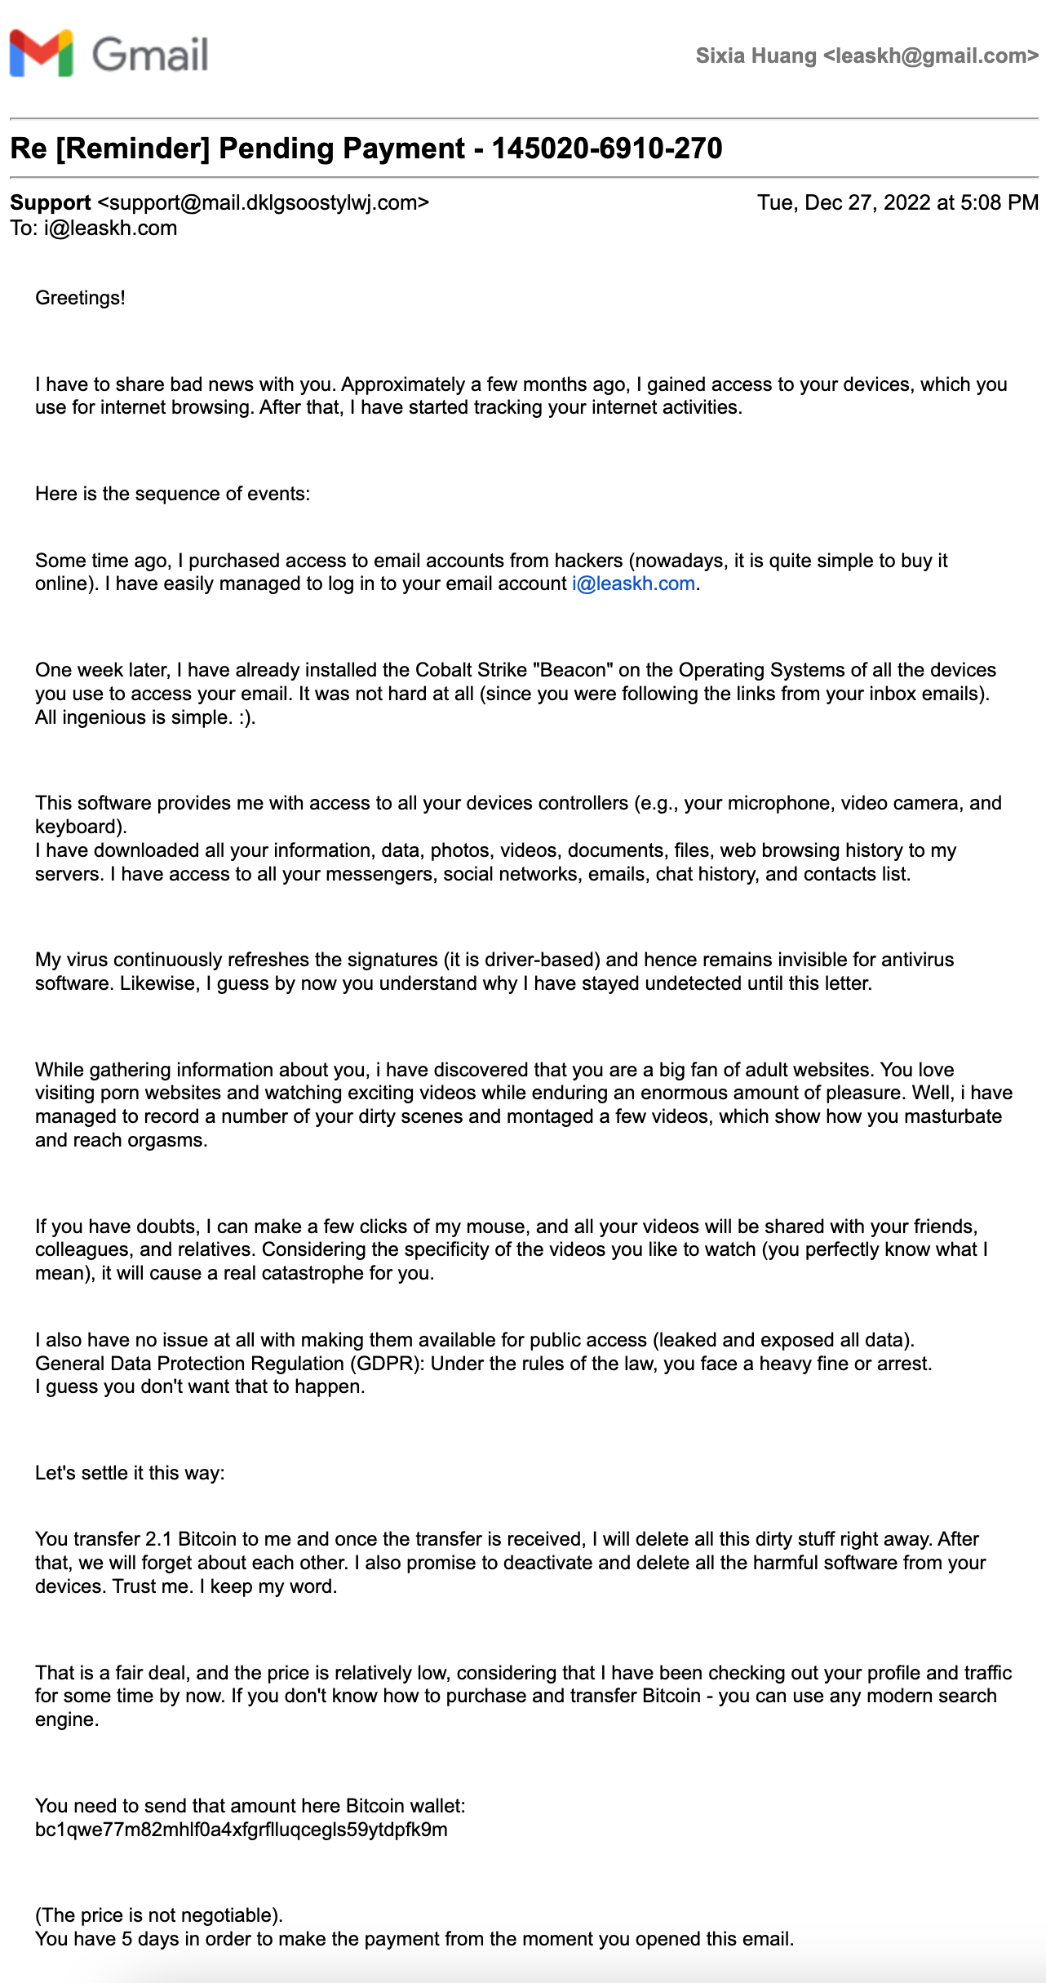 Gmail
Sixia Huang <leaskh@gmail.com>
Re [Reminder] Pending Payment - 145020-6910-270
Support <support@mail.dklgsoostylwj.com>
Tue, Dec 27, 2022 at 5:08 PM
To: i@leaskh.com
Greetings!
I have to share bad news with you. Approximately a few months ago, I gained access to your devices, which you
use for internet browsing. After that, I have started tracking your internet activities.
Here is the sequence of events:
Some time ago, I purchased access to email accounts from hackers (nowadays, it is quite simple to buy it
online). I have easily managed to log in to your email account i@leaskh.com.
One week later, I have already installed the Cobalt Strike "Beacon" on the Operating Systems of all the devices
you use to access your email. It was not hard at all (since you were following the links from your inbox emails).
All ingenious is simple. :).
This software provides me with access to all your devices controllers (e.g., your microphone, video camera, and
keyboard).
I have downloaded all your information, data, photos, videos, documents, files, web browsing history to my
servers. I have access to all your messengers, social networks, emails, chat history, and contacts list.
My virus continuously refreshes the signatures (it is driver-based) and hence remains invisible for antivirus
software. Likewise, I guess by now you understand why I have stayed undetected until this letter.
While gathering information about you, i have discovered that you are a big fan of adult websites. You love
visiting porn websites and watching exciting videos while enduring an enormous amount of pleasure. Well, i have
managed to record a number of your dirty scenes and montaged a few videos, which show how you masturbate
and reach orgasms.
If you have doubts, I can make a few clicks of my mouse, and all your videos will be shared with your friends,
colleagues, and relatives. Considering the specificity of the videos you like to watch (you perfectly know what I
mean), it will cause a real catastrophe for you.
I also have no issue at all with making them available for public access (leaked and exposed all data).
General Data Protection Regulation (GDPR): Under the rules of the law, you face a heavy fine or arrest.
I guess you don't want that to happen.
Let's settle it this way:
You transfer 2.1 Bitcoin to me and once the transfer is received, I will delete all this dirty stuff right away. After
that, we will forget about each other. I also promise to deactivate and delete all the harmful software from your
devices. Trust me. I keep my word.
That is a fair deal, and the price is relatively low, considering that I have been checking out your profile and traffic
for some time by now. If you don't know how to purchase and transfer Bitcoin - you can use any modern search
engine.
You need to send that amount here Bitcoin wallet:
bc1qwe77m82mhlf0a4xfgrflluqcegls59ytdpfk9m
(The price is not negotiable).
You have 5 days in order to make the payment from the moment you opened this email.